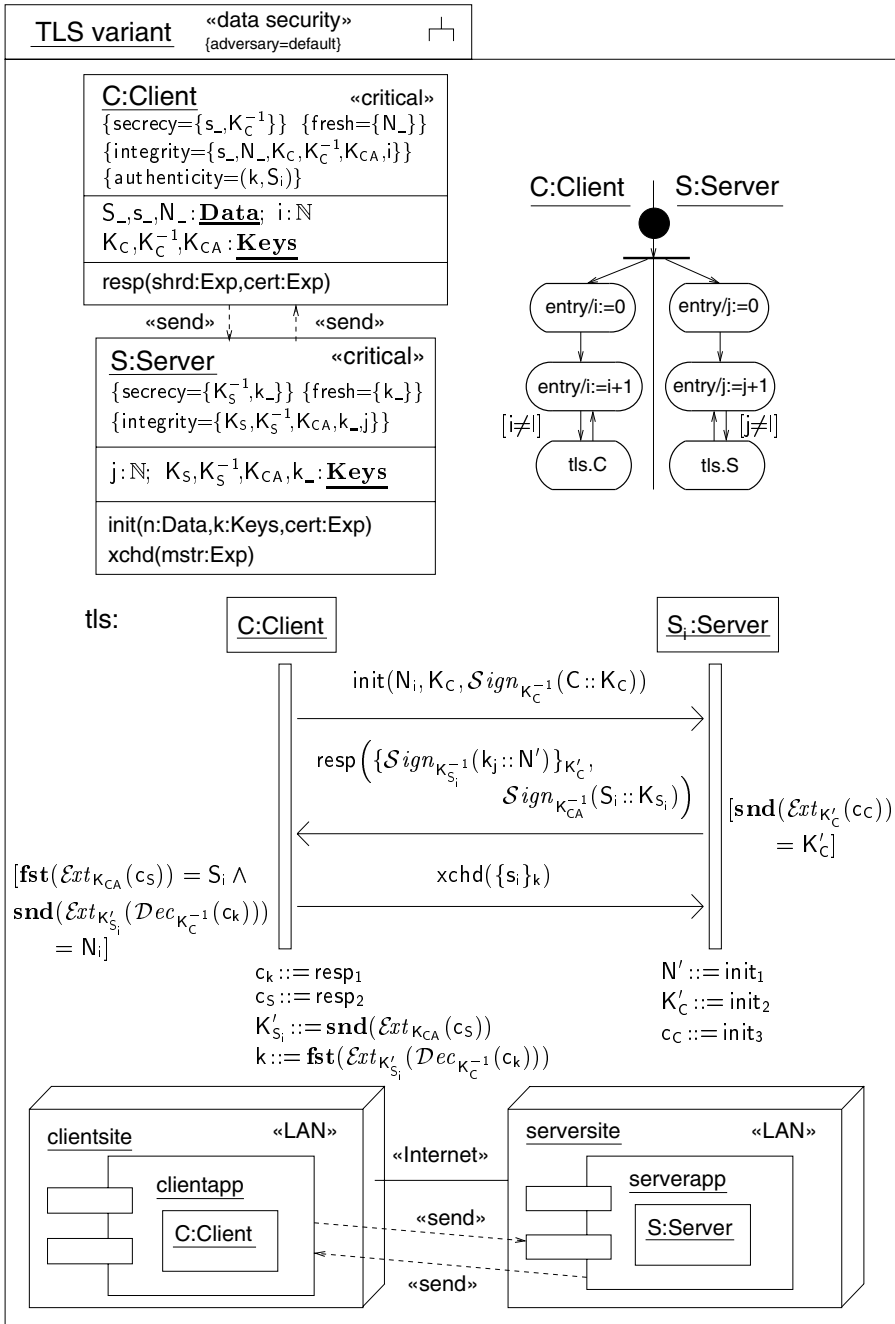 TLS variant «data security»
{adversary=default}
C:Client «critical»
{secrecy={s_,K_C^{-1}}} {fresh={N_}}
{integrity={s_,N_,K_C,K_C^{-1},K_CA,i}}
{authenticity=(k,S_i)}
S_,s_,N_:Data; i:ℕ
K_C,K_C^{-1},K_CA:Keys
resp(shrd:Exp,cert:Exp)
«send» «send»
S:Server «critical»
{secrecy={K_S^{-1},k_}} {fresh={k_}}
{integrity={K_S,K_S^{-1},K_CA,k_,j}}
j:ℕ; K_S,K_S^{-1},K_CA,k_:Keys
init(n:Data,k:Keys,cert:Exp)
xchd(mstr:Exp)
C:Client S:Server
entry/i:=0 entry/j:=0
entry/i:=i+1 entry/j:=j+1
[i≠l] [j≠l]
tls.C tls.S
tls:
C:Client S_i:Server
init(N_i, K_C, Sign_{K_C^{-1}}(C::K_C))
resp({Sign_{K_{S_i}^{-1}}(k_j::N′)}_{K′_C},
Sign_{K_CA^{-1}}(S_i::K_{S_i}))
[snd(Ext_{K′_C}(c_C))
= K′_C]
[fst(Ext_{K_CA}(c_S)) = S_i ∧
snd(Ext_{K′_{S_i}}(Dec_{K_C^{-1}}(c_k)))
= N_i]
xchd({s_i}_k)
c_k ::= resp_1
c_S ::= resp_2
K′_{S_i} ::= snd(Ext_{K_CA}(c_S))
k ::= fst(Ext_{K′_{S_i}}(Dec_{K_C^{-1}}(c_k)))
N′ ::= init_1
K′_C ::= init_2
c_C ::= init_3
clientsite «LAN»
clientapp
C:Client
«Internet»
«send»
«send»
serversite «LAN»
serverapp
S:Server